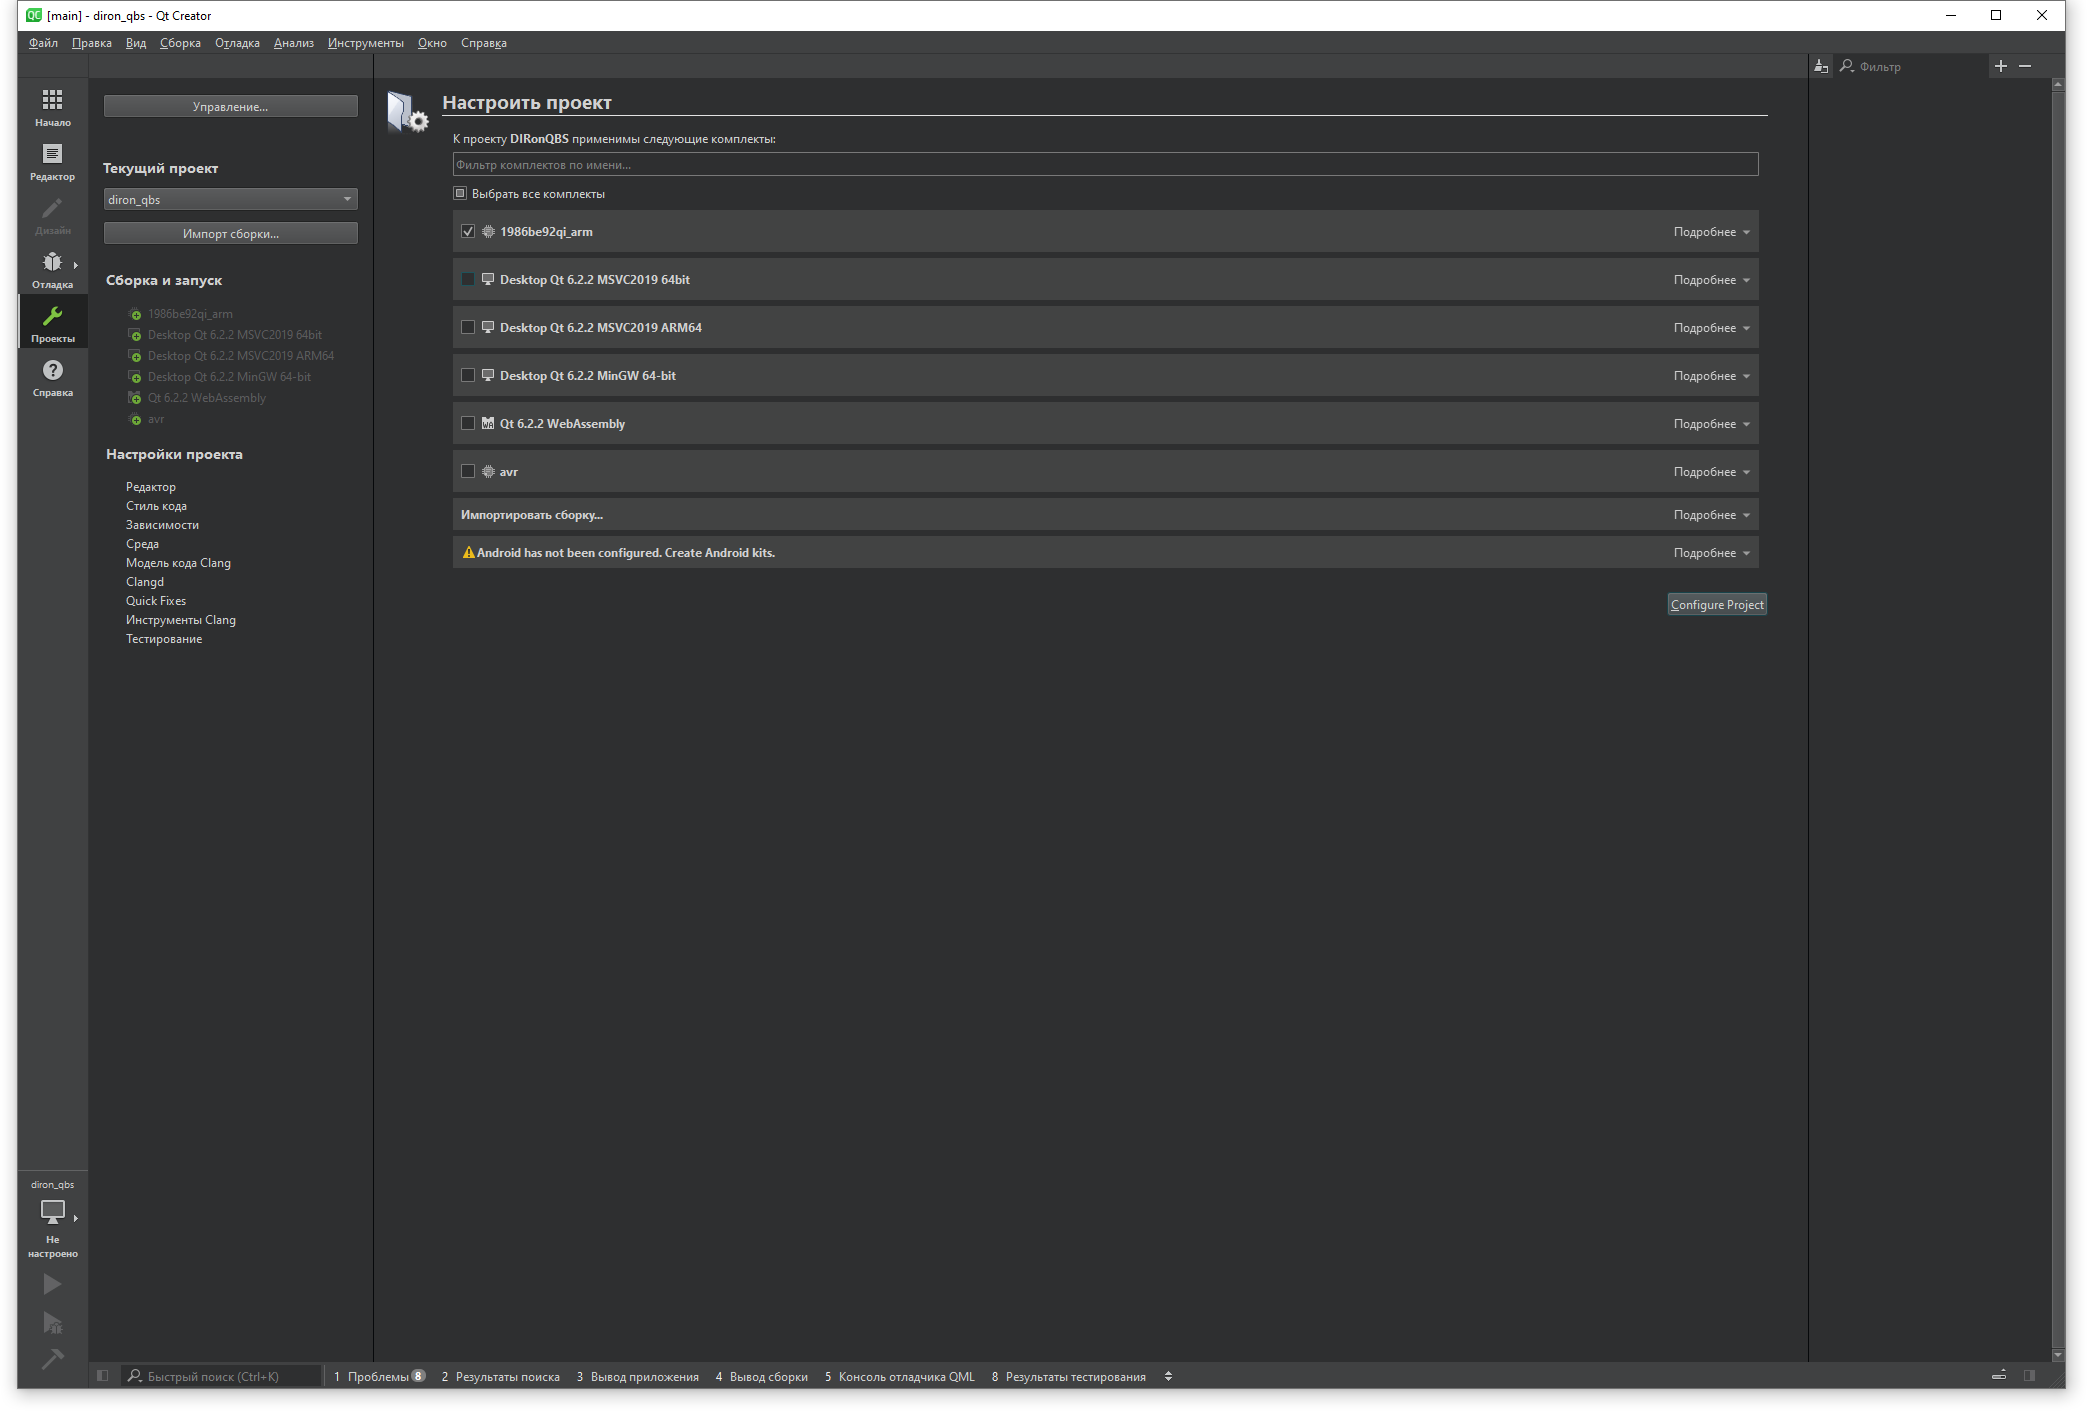 [main] - diron_qbs - Qt Creator
Файл Правка Вид Сборка Отладка Анализ Инструменты Окно Справка
Фильтр
Начало
Редактор
Дизайн
Отладка
Проекты
Справка
Управление...
Текущий проект
diron_qbs
Импорт сборки...
Сборка и запуск
1986be92qi_arm
Desktop Qt 6.2.2 MSVC2019 64bit
Desktop Qt 6.2.2 MSVC2019 ARM64
Desktop Qt 6.2.2 MinGW 64-bit
Qt 6.2.2 WebAssembly
avr
Настройки проекта
Редактор
Стиль кода
Зависимости
Среда
Модель кода Clang
Clangd
Quick Fixes
Инструменты Clang
Тестирование
Настроить проект
К проекту DIRonQBS применимы следующие комплекты:
Фильтр комплектов по имени...
Выбрать все комплекты
1986be92qi_arm Подробнее
Desktop Qt 6.2.2 MSVC2019 64bit Подробнее
Desktop Qt 6.2.2 MSVC2019 ARM64 Подробнее
Desktop Qt 6.2.2 MinGW 64-bit Подробнее
Qt 6.2.2 WebAssembly Подробнее
avr Подробнее
Импортировать сборку... Подробнее
Android has not been configured. Create Android kits. Подробнее
Configure Project
diron_qbs
Не
настроено
Быстрый поиск (Ctrl+K) 1 Проблемы 8 2 Результаты поиска 3 Вывод приложения 4 Вывод сборки 5 Консоль отладчика QML 8 Результаты тестирования